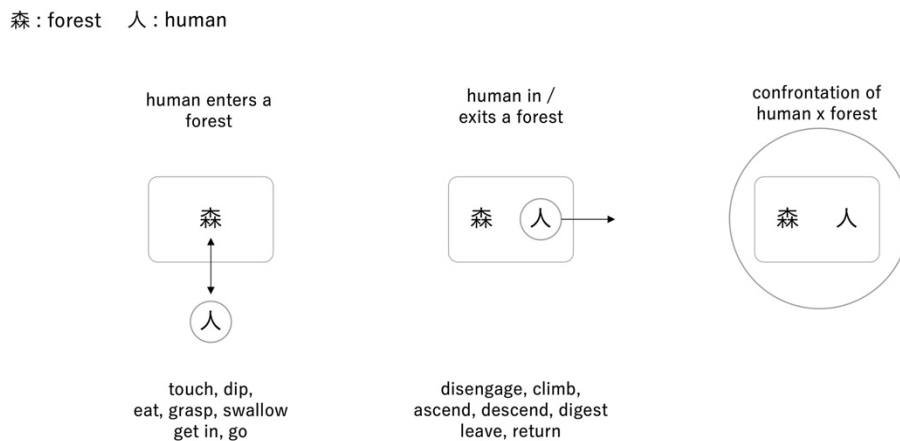 森 : forest 人 : human
human enters a
forest
森
人
touch, dip,
eat, grasp, swallow
get in, go
human in /
exits a forest
森 人
disengage, climb,
ascend, descend, digest
leave, return
confrontation of
human x forest
森 人